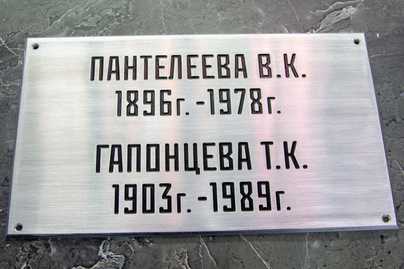 ПАНТЕЛЕЕВА В.К.
1896г.-1978г.
ГАПОНЦЕВА Т.К.
1903г.-1989г.